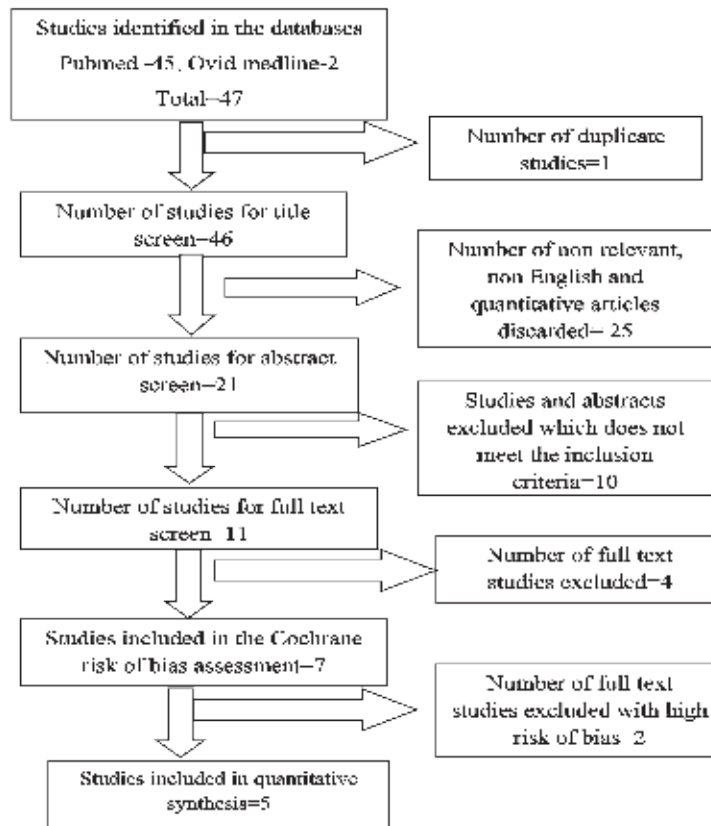 Studies identified in the databases
Pubmed -45, Ovid medline-2
Total=47
Number of duplicate
studies=1
Number of studies for title
screen=46
Number of non relevant,
non English and
quantitative articles
discarded= 25
Number of studies for abstract
screen=21
Studies and abstracts
excluded which does not
meet the inclusion
criteria=10
Number of studies for full text
screen=11
Number of full text
studies excluded=4
Studies included in the Cochrane
risk of bias assessment=7
Number of full text
studies excluded with high
risk of bias=2
Studies included in quantitative
synthesis=5